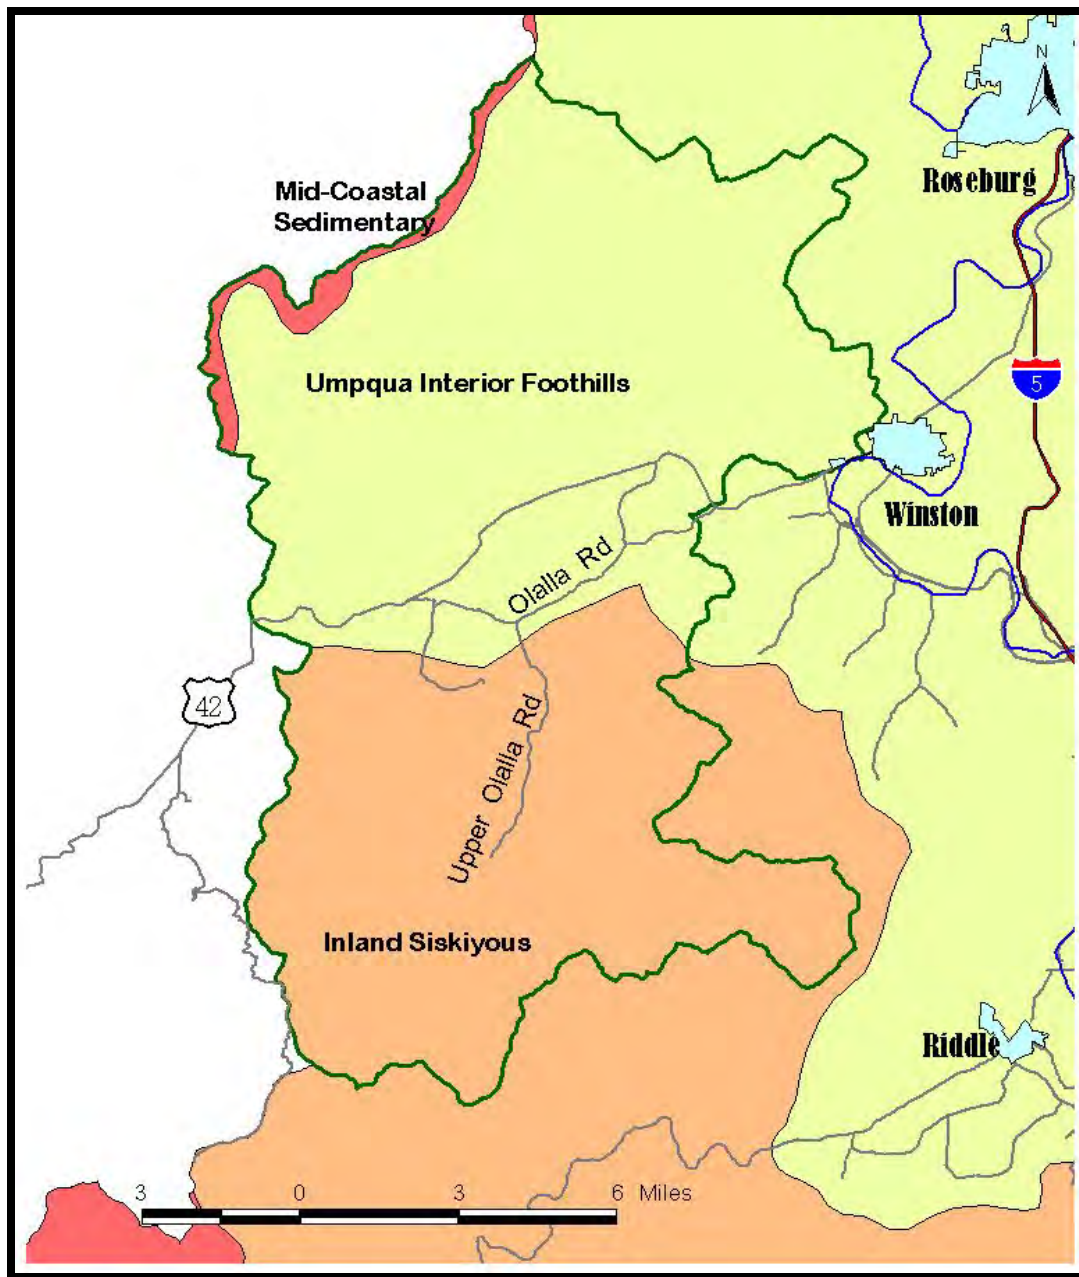 N
Roseburg
Mid-Coastal
Sedimentary
Umpqua Interior Foothills
5
Winston
Olalla Rd
42
Upper Olalla Rd
Inland Siskiyous
Riddle
3 0 3 6 Miles